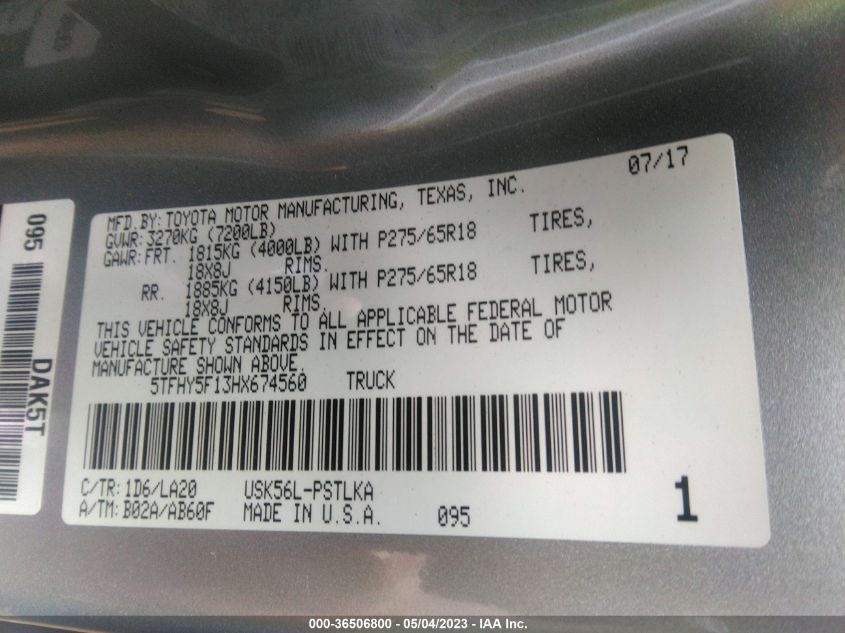 07/17
MFD.BY:TOYOTA MOTOR MANUFACTURING, TEXAS, INC.
GVWR:3270KG (7200LB)
GAWR:FRT. 1815KG (4000LB) WITH P275/65R18 TIRES,
18X8J RIMS.
RR. 1885KG (4150LB) WITH P275/65R18 TIRES,
18X8J RIMS.
THIS VEHICLE CONFORMS TO ALL APPLICABLE FEDERAL MOTOR
VEHICLE SAFETY STANDARDS IN EFFECT ON THE DATE OF
MANUFACTURE SHOWN ABOVE.
5TFHY5F13HX674560 TRUCK
C/TR:1D6/LA20 USK56L-PSTLKA
A/TM:B02A/AB60F MADE IN U.S.A. 095
1
095
DAK5T
000-36506800 - 05/04/2023 - IAA Inc.